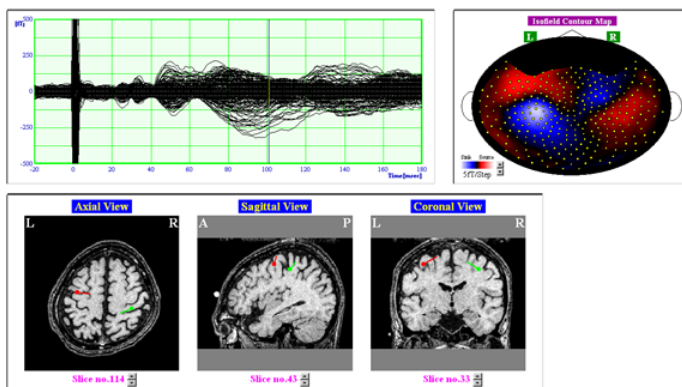 [fT]
500
250
0
-250
-500
-20 0 20 40 60 80 100 120 140 160 180
Time[msec]
Isofield Contour Map
L R
Sink Source
5fT/Step
Axial View Sagittal View Coronal View
L R A P L R
Slice no.114 Slice no.43 Slice no.33